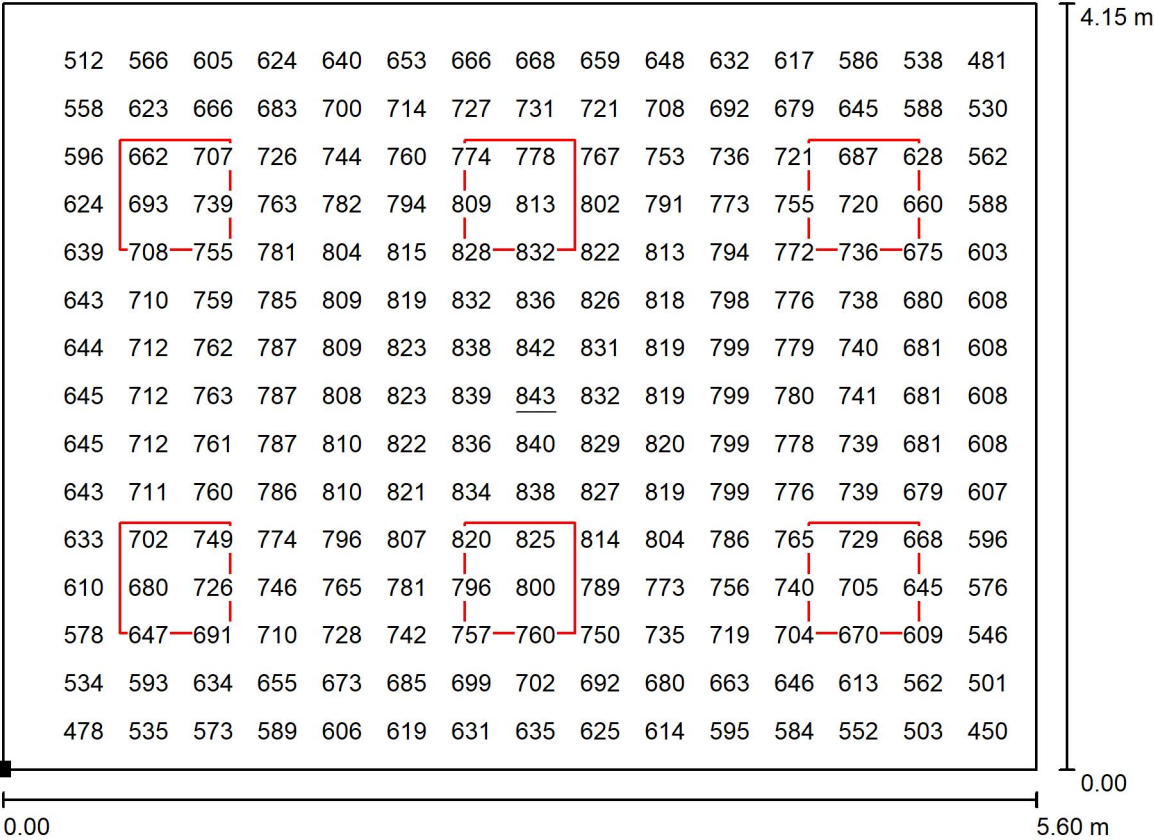 4.15 m
512 566 605 624 640 653 666 668 659 648 632 617 586 538 481
558 623 666 683 700 714 727 731 721 708 692 679 645 588 530
596 662 707 726 744 760 774 778 767 753 736 721 687 628 562
624 693 739 763 782 794 809 813 802 791 773 755 720 660 588
639 708 755 781 804 815 828 832 822 813 794 772 736 675 603
643 710 759 785 809 819 832 836 826 818 798 776 738 680 608
644 712 762 787 809 823 838 842 831 819 799 779 740 681 608
645 712 763 787 808 823 839 843 832 819 799 780 741 681 608
645 712 761 787 810 822 836 840 829 820 799 778 739 681 608
643 711 760 786 810 821 834 838 827 819 799 776 739 679 607
633 702 749 774 796 807 820 825 814 804 786 765 729 668 596
610 680 726 746 765 781 796 800 789 773 756 740 705 645 576
578 647 691 710 728 742 757 760 750 735 719 704 670 609 546
534 593 634 655 673 685 699 702 692 680 663 646 613 562 501
478 535 573 589 606 619 631 635 625 614 595 584 552 503 450
0.00
0.00 5.60 m